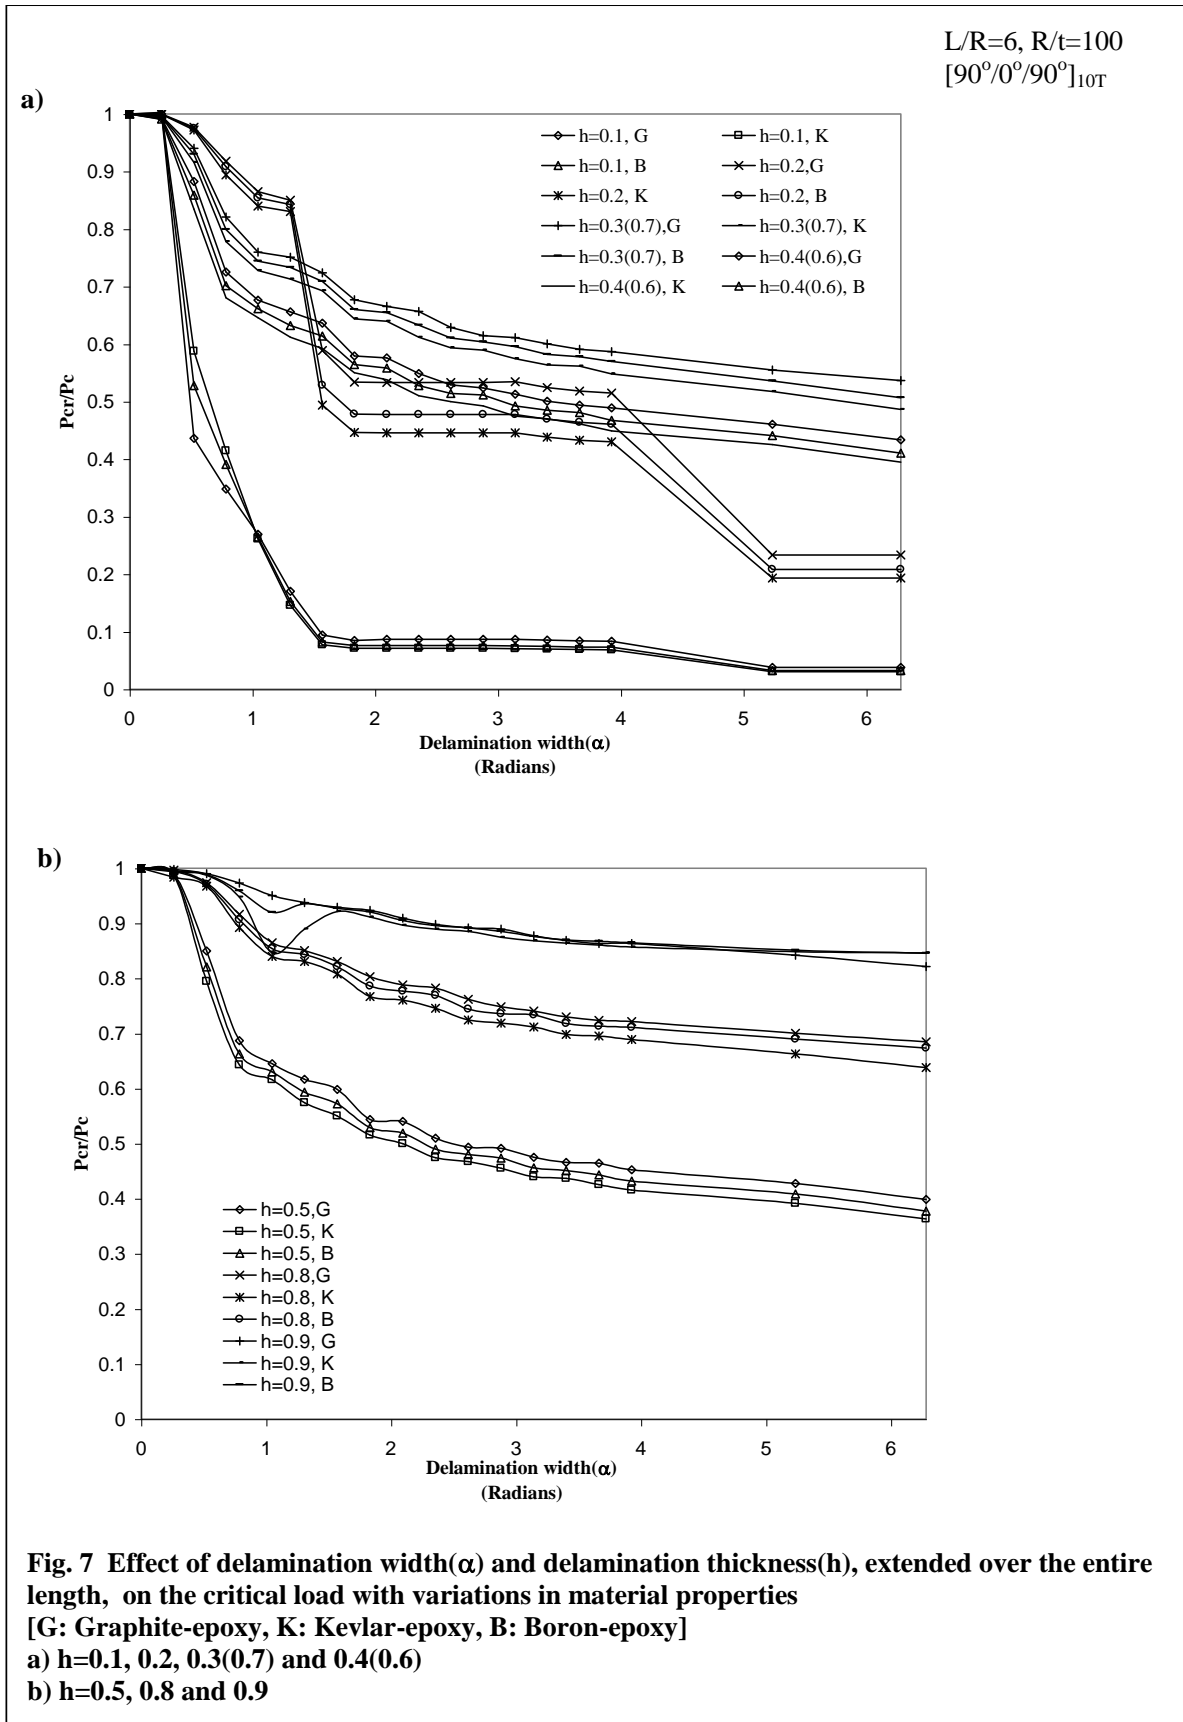 L/R=6, R/t=100
[90°/0°/90°]10T
a)
1
0.9
0.8
0.7
0.6
0.5
0.4
0.3
0.2
0.1
0
Pcr/Pc
h=0.1, G
h=0.1, K
h=0.1, B
h=0.2,G
h=0.2, K
h=0.2, B
h=0.3(0.7),G
h=0.3(0.7), K
h=0.3(0.7), B
h=0.4(0.6),G
h=0.4(0.6), K
h=0.4(0.6), B
0 1 2 3 4 5 6
Delamination width(α)
(Radians)
b)
1
0.9
0.8
0.7
0.6
0.5
0.4
0.3
0.2
0.1
0
Pcr/Pc
h=0.5,G
h=0.5, K
h=0.5, B
h=0.8,G
h=0.8, K
h=0.8, B
h=0.9, G
h=0.9, K
h=0.9, B
0 1 2 3 4 5 6
Delamination width(α)
(Radians)
Fig. 7 Effect of delamination width(α) and delamination thickness(h), extended over the entire
length, on the critical load with variations in material properties
[G: Graphite-epoxy, K: Kevlar-epoxy, B: Boron-epoxy]
a) h=0.1, 0.2, 0.3(0.7) and 0.4(0.6)
b) h=0.5, 0.8 and 0.9